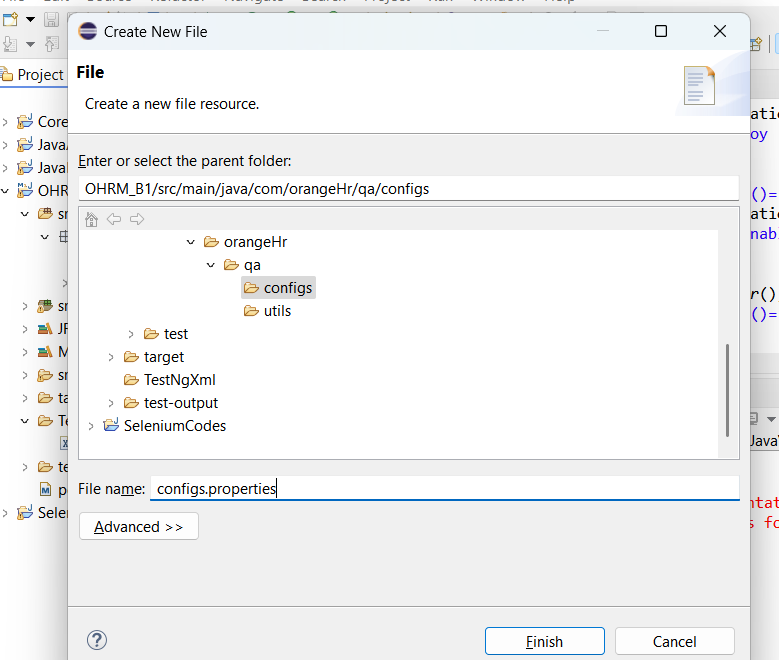 Create New File
Project
File
Create a new file resource.
Enter or select the parent folder:
OHRM_B1/src/main/java/com/orangeHr/qa/configs
orangeHr
qa
configs
utils
test
target
TestNgXml
test-output
SeleniumCodes
File name: configs.properties
Advanced >>
Finish
Cancel
Core
JavaA
Java
OHR